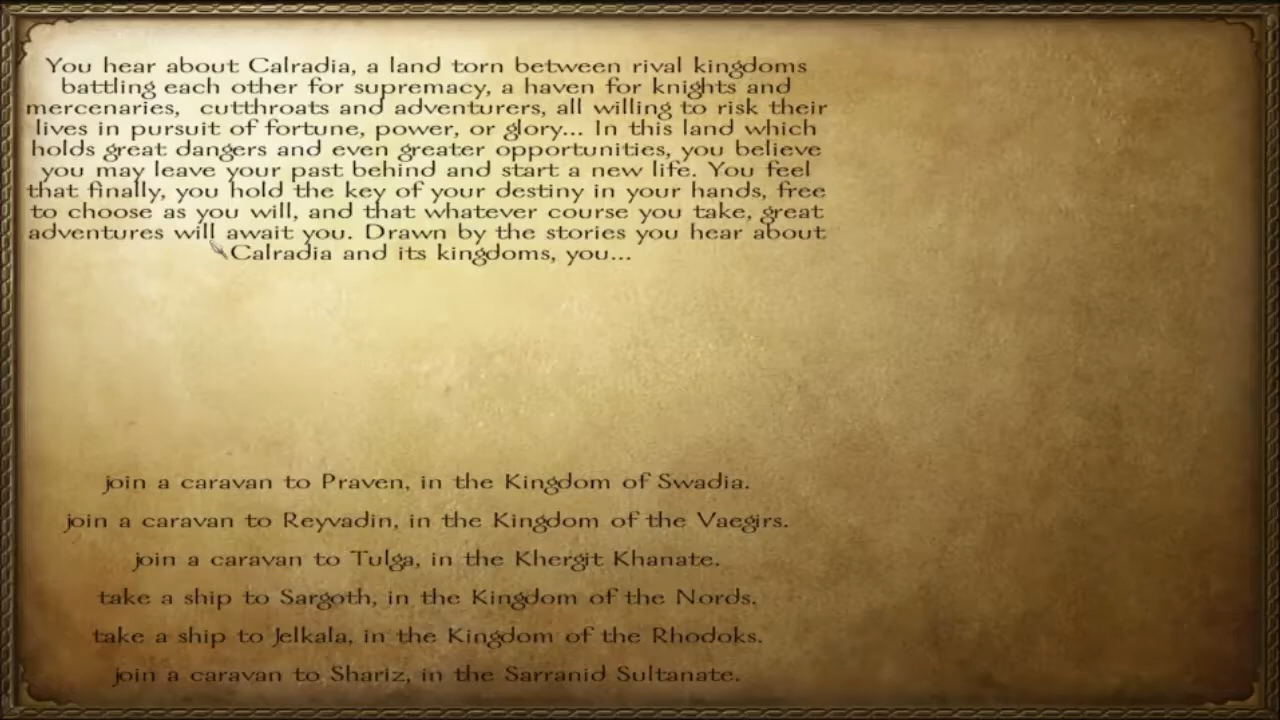 You hear about Calradia, a land torn between rival kingdoms
battling each other for supremacy, a haven for knights and
mercenaries,  cutthroats and adventurers, all willing to risk their
lives in pursuit of fortune, power, or glory... In this land which
holds great dangers and even greater opportunities, you believe
you may leave your past behind and start a new life. You feel
that finally, you hold the key of your destiny in your hands, free
to choose as you will, and that whatever course you take, great
adventures will await you. Drawn by the stories you hear about
Calradia and its kingdoms, you...
join a caravan to Praven, in the Kingdom of Swadia.
join a caravan to Reyvadin, in the Kingdom of the Vaegirs.
join a caravan to Tulga, in the Khergit Khanate.
take a ship to Sargoth, in the Kingdom of the Nords.
take a ship to Jelkala, in the Kingdom of the Rhodoks.
join a caravan to Shariz, in the Sarranid Sultanate.